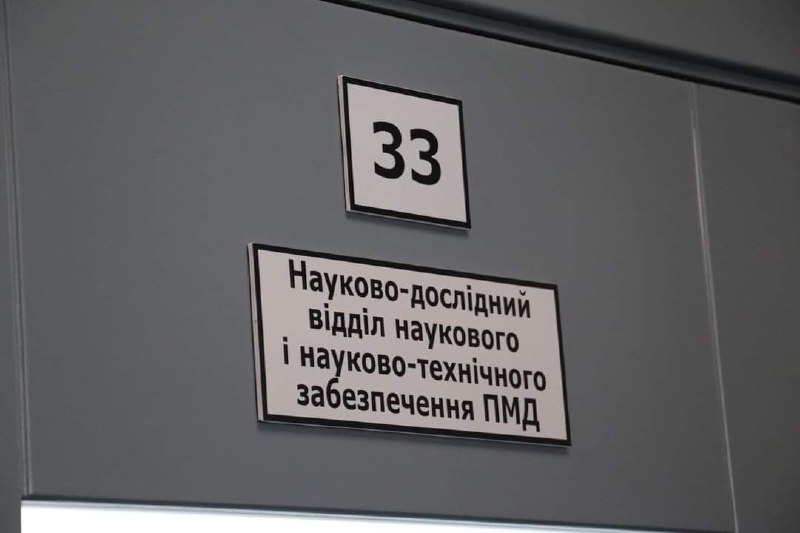 33
Науково-дослідний
відділ наукового
і науково-технічного
забезпечення ПМД